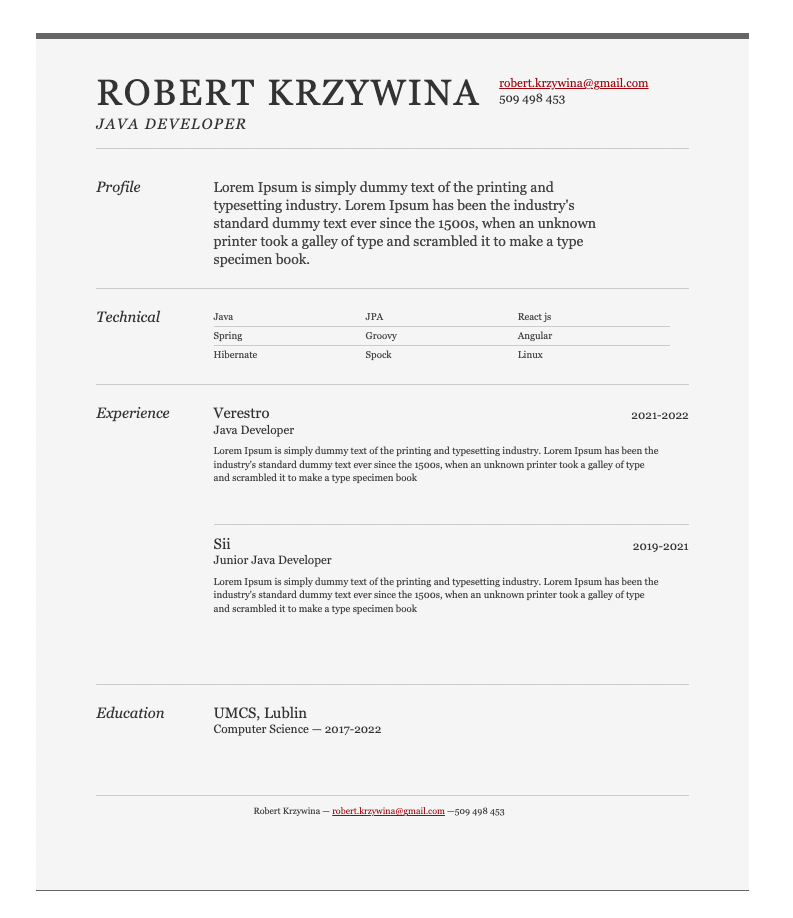 ROBERT KRZYWINA
robert.krzywina@gmail.com
509 498 453
JAVA DEVELOPER
Profile
Lorem Ipsum is simply dummy text of the printing and
typesetting industry. Lorem Ipsum has been the industry's
standard dummy text ever since the 1500s, when an unknown
printer took a galley of type and scrambled it to make a type
specimen book.
Technical
Java JPA React js
Spring Groovy Angular
Hibernate Spock Linux
Experience
Verestro 2021-2022
Java Developer
Lorem Ipsum is simply dummy text of the printing and typesetting industry. Lorem Ipsum has been the
industry's standard dummy text ever since the 1500s, when an unknown printer took a galley of type
and scrambled it to make a type specimen book
Sii 2019-2021
Junior Java Developer
Lorem Ipsum is simply dummy text of the printing and typesetting industry. Lorem Ipsum has been the
industry's standard dummy text ever since the 1500s, when an unknown printer took a galley of type
and scrambled it to make a type specimen book
Education
UMCS, Lublin
Computer Science — 2017-2022
Robert Krzywina — robert.krzywina@gmail.com —509 498 453